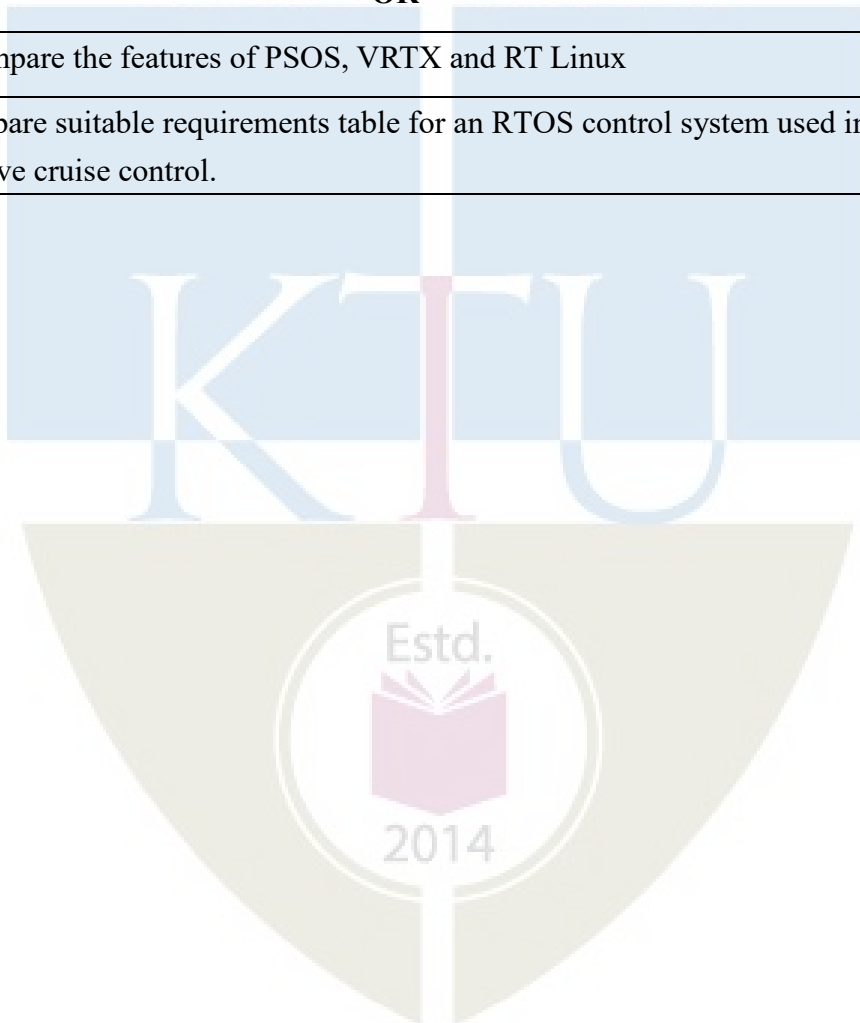 OR
mpare the features of PSOS, VRTX and RT Linux
pare suitable requirements table for an RTOS control system used in
ve cruise control.
KTU
Estd.
2014